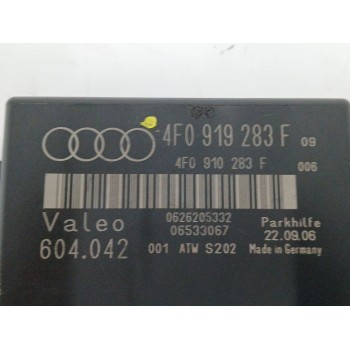 4F0 919 283 F 09
4F0 910 283 F 006
Valeo 0626205332 Parkhilfe
06533067 22.09.06
604.042 001 ATW S202 Made in Germany